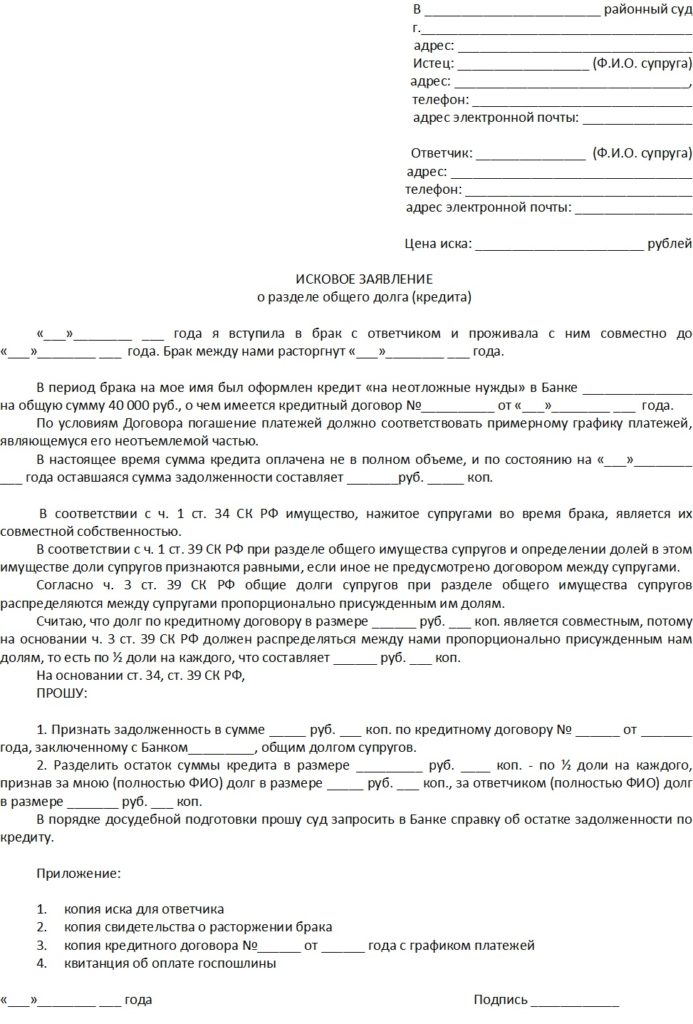 В ________________________ районный суд
г._____________________________________
адрес: ________________________________
Истец: __________________ (Ф.И.О. супруга)
адрес: ________________________________,
телефон: ______________________________
адрес электронной почты: _______________

Ответчик: _______________ (Ф.И.О. супруга)
адрес: _________________________________
телефон: _______________________________
адрес электронной почты: ________________

Цена иска: _______________________ рублей

ИСКОВОЕ ЗАЯВЛЕНИЕ
о разделе общего долга (кредита)

«___»________ ___ года я вступила в брак с ответчиком и проживала с ним совместно до
«___»________ ___ года. Брак между нами расторгнут «___»________ ___ года.

В период брака на мое имя был оформлен кредит «на неотложные нужды» в Банке _______________
на общую сумму 40 000 руб., о чем имеется кредитный договор №__________ от «___»________ ___ года.
По условиям Договора погашение платежей должно соответствовать примерному графику платежей,
являющемуся его неотъемлемой частью.
В настоящее время сумма кредита оплачена не в полном объеме, и по состоянию на «___»________
___ года оставшаяся сумма задолженности составляет _______руб. _____ коп.

В соответствии с ч. 1 ст. 34 СК РФ имущество, нажитое супругами во время брака, является их
совместной собственностью.
В соответствии с ч. 1 ст. 39 СК РФ при разделе общего имущества супругов и определении долей в этом
имуществе доли супругов признаются равными, если иное не предусмотрено договором между супругами.
Согласно ч. 3 ст. 39 СК РФ общие долги супругов при разделе общего имущества супругов
распределяются между супругами пропорционально присужденным им долям.
Считаю, что долг по кредитному договору в размере ______ руб. ___ коп. является совместным, потому
на основании ч. 3 ст. 39 СК РФ должен распределяться между нами пропорционально присужденным нам
долям, то есть по ½ доли на каждого, что составляет ______ руб. ___ коп.
На основании ст. 34, ст. 39 СК РФ,
ПРОШУ:

1. Признать задолженность в сумме _____ руб. ___ коп. по кредитному договору № ______ от _______
года, заключенному с Банком_________, общим долгом супругов.
2. Разделить остаток суммы кредита в размере _________ руб. ____ коп. - по ½ доли на каждого,
признав за мною (полностью ФИО) долг в размере _____ руб. ___ коп., за ответчиком (полностью ФИО) долг
в размере _______ руб. ___ коп.
В порядке досудебной подготовки прошу суд запросить в Банке справку об остатке задолженности по
кредиту.

Приложение:

1. копия иска для ответчика
2. копия свидетельства о расторжении брака
3. копия кредитного договора №______ от ______ года с графиком платежей
4. квитанция об оплате госпошлины

«___»________ ___ года Подпись ____________